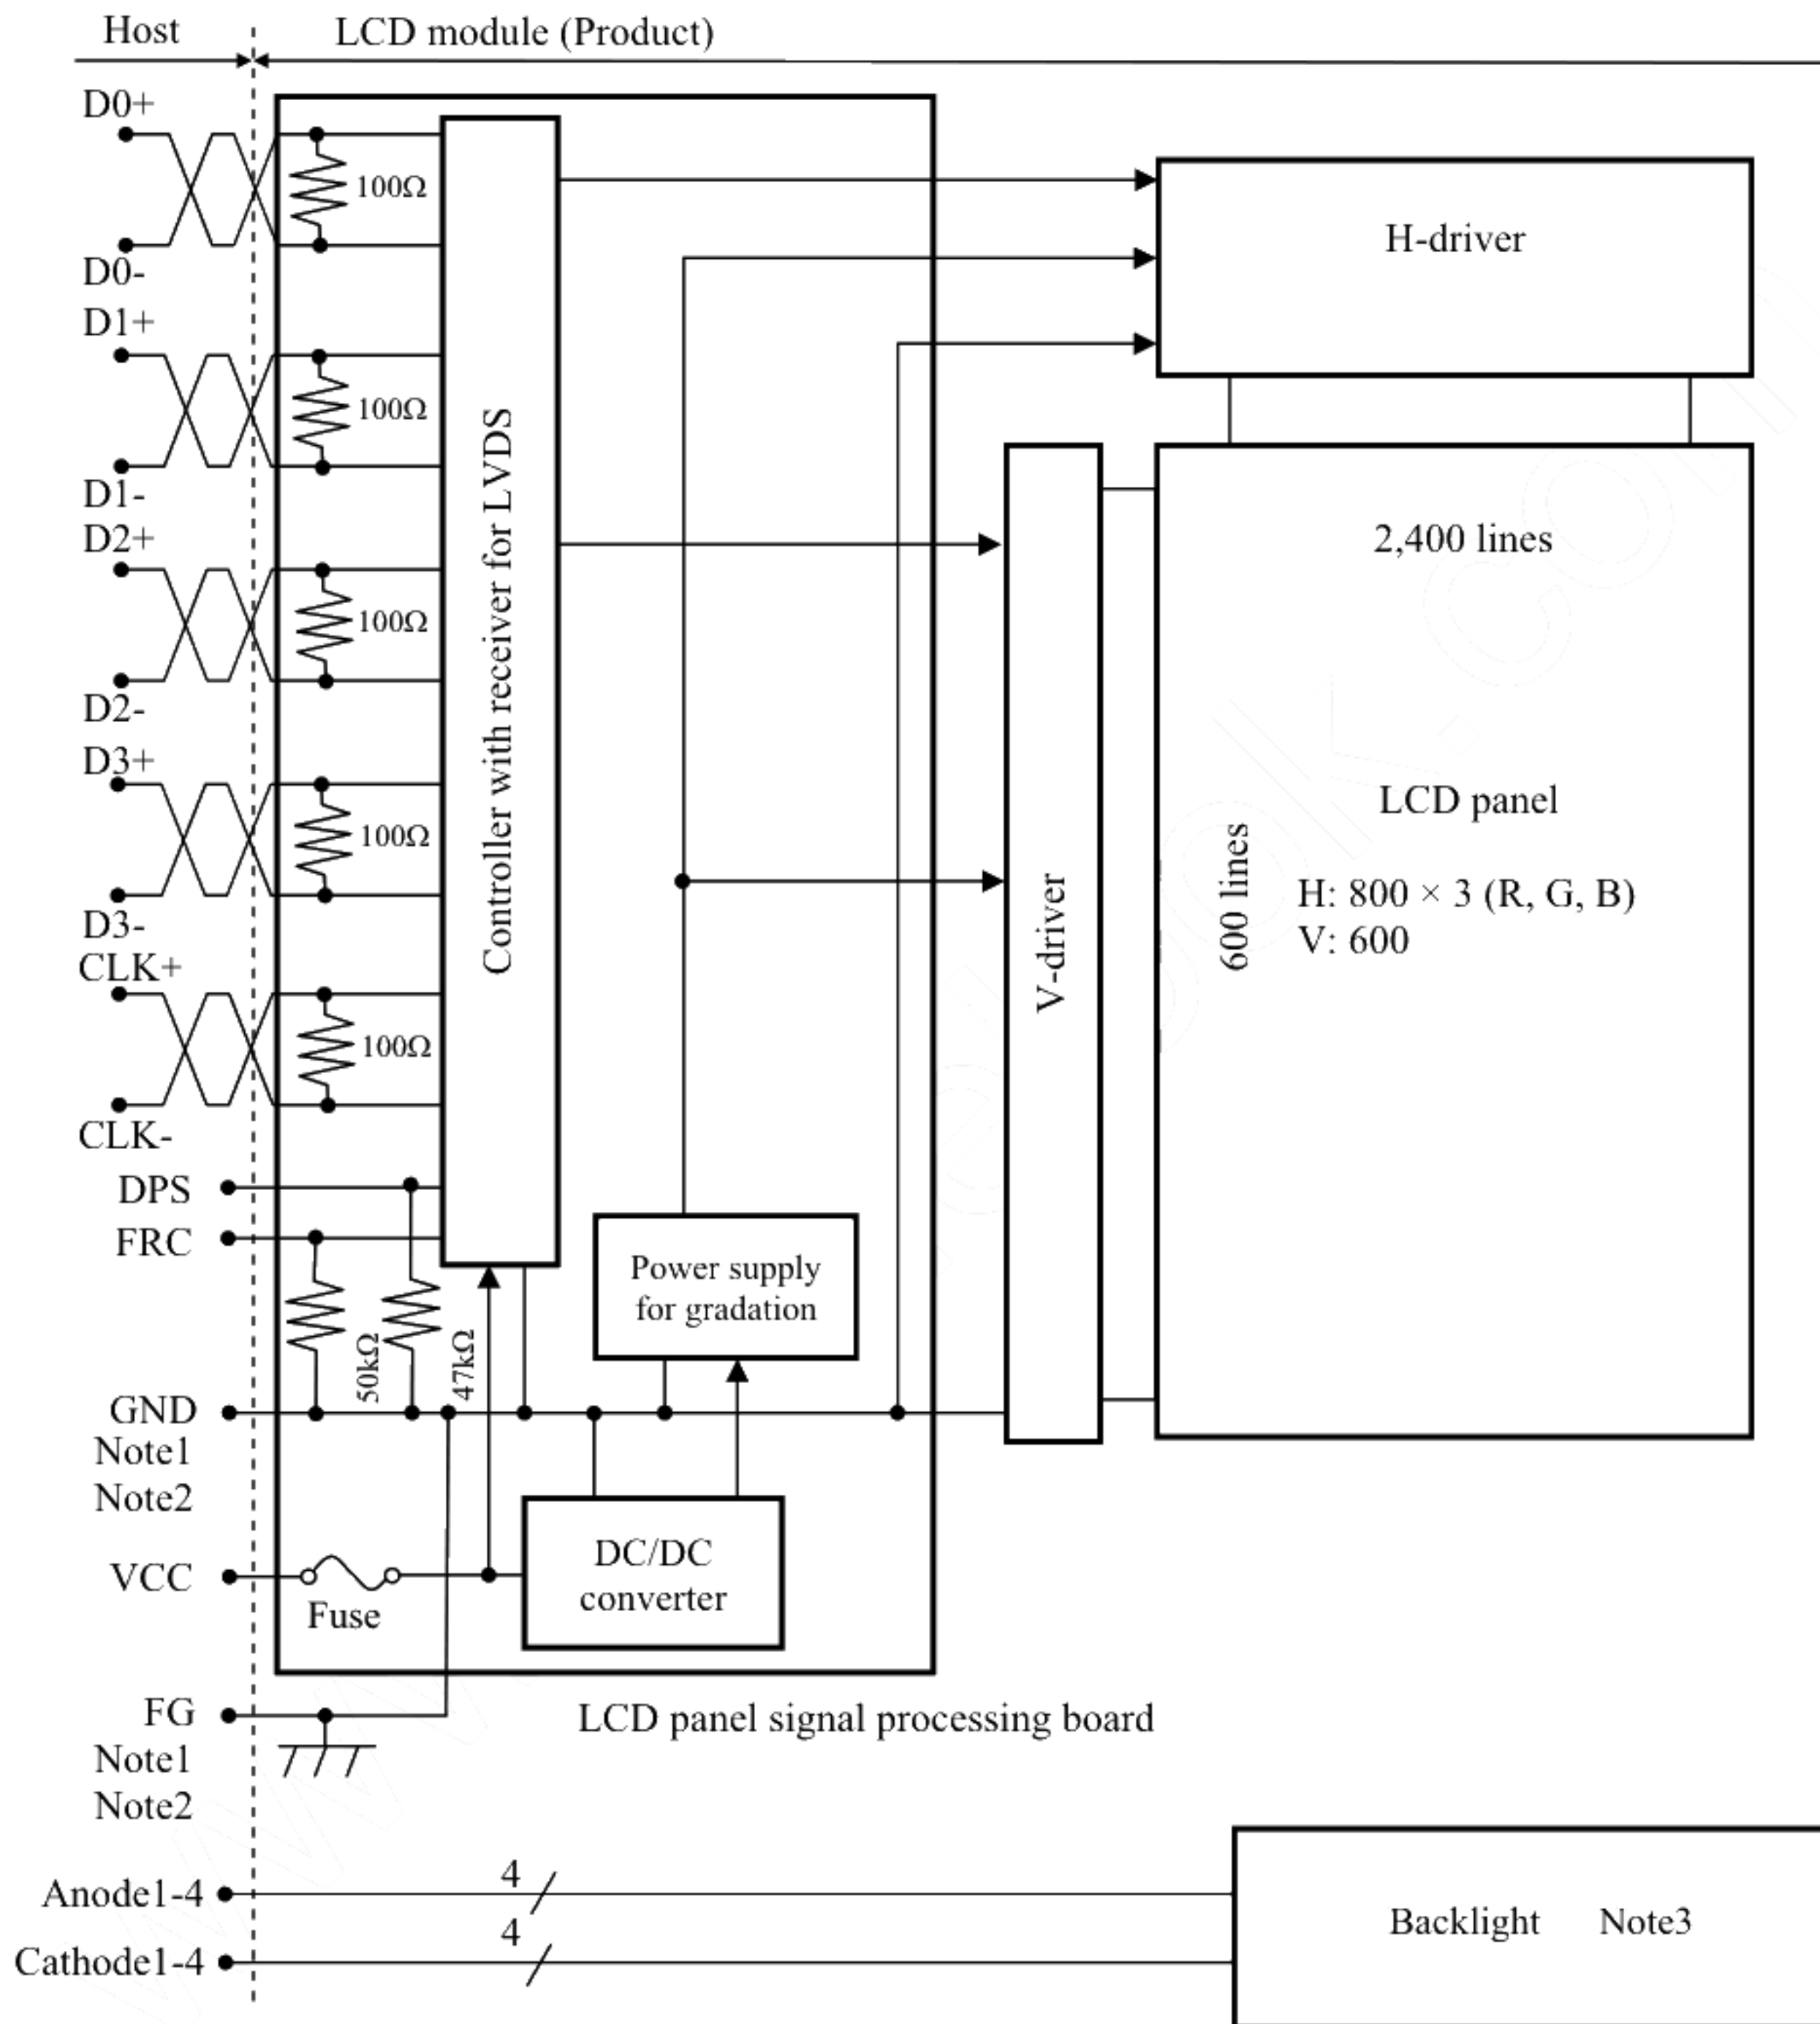 Host
LCD module (Product)
D0+
100Ω
D0-
H-driver
D1+
100Ω
D1-
D2+
100Ω
D2-
D3+
100Ω
D3-
CLK+
100Ω
CLK-
Controller with receiver for LVDS
2,400 lines
LCD panel
600 lines
H: 800 × 3 (R, G, B)
V: 600
V-driver
DPS
FRC
Power supply
for gradation
50kΩ
47kΩ
GND
Note1
Note2
DC/DC
converter
VCC
Fuse
FG
Note1
Note2
LCD panel signal processing board
Anode1-4
4
Cathode1-4
4
Backlight Note3